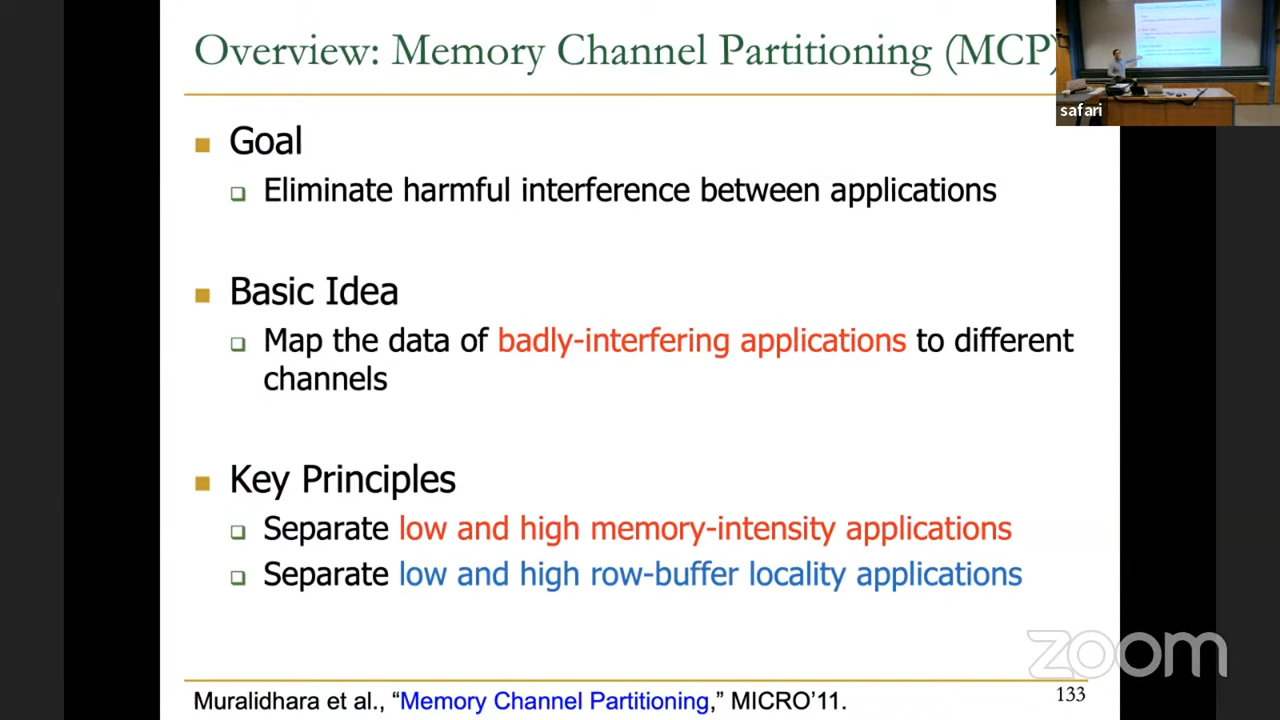 Overview: Memory Channel Partitioning (MCP)
safari
Goal
Eliminate harmful interference between applications
Basic Idea
Map the data of badly-interfering applications to different
channels
Key Principles
Separate low and high memory-intensity applications
Separate low and high row-buffer locality applications
zoom
Muralidhara et al., “Memory Channel Partitioning,” MICRO’11.
133